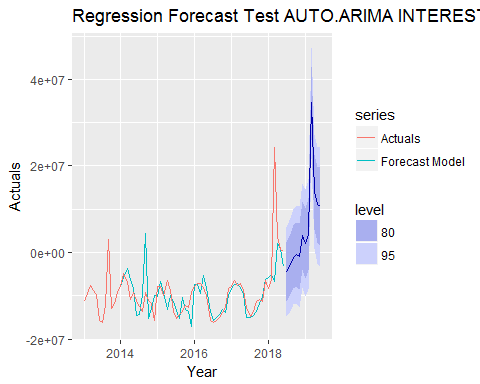 Regression Forecast Test AUTO.ARIMA INTEREST
4e+07
2e+07
0e+00
-2e+07
Actuals
2014
2016
2018
Year
series
Actuals
Forecast Model
level
80
95